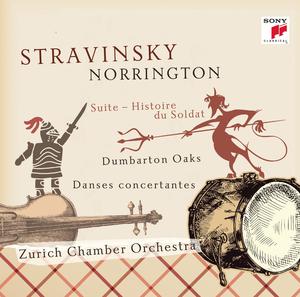 SONY
CLASSICAL
STRAVINSKY
NORRINGTON
Suite – Histoire
du Soldat
Dumbarton Oaks
Danses concertantes
Zurich Chamber Orchestra